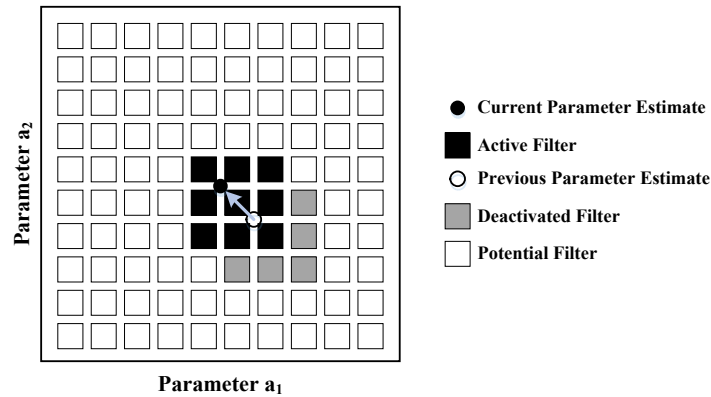 Parameter a₂
Current Parameter Estimate
Active Filter
Previous Parameter Estimate
Deactivated Filter
Potential Filter
Parameter a₁